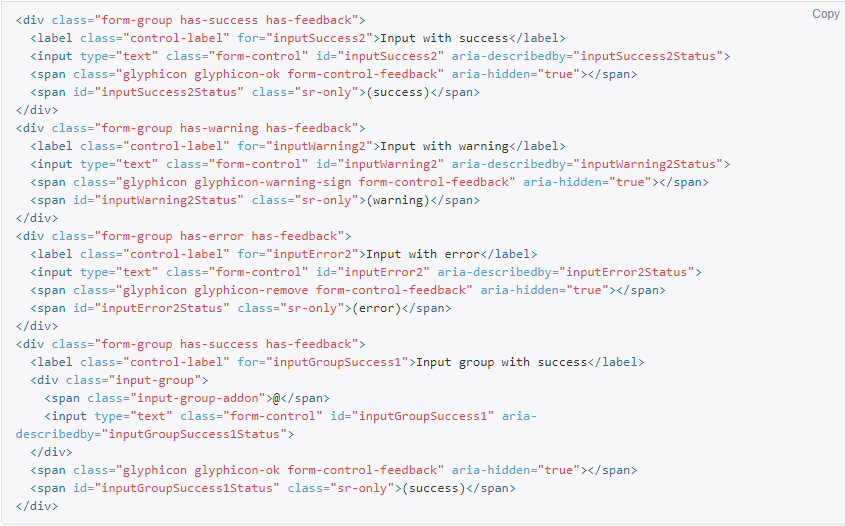 Copy
<div class="form-group has-success has-feedback">
  <label class="control-label" for="inputSuccess2">Input with success</label>
  <input type="text" class="form-control" id="inputSuccess2" aria-describedby="inputSuccess2Status">
  <span class="glyphicon glyphicon-ok form-control-feedback" aria-hidden="true"></span>
  <span id="inputSuccess2Status" class="sr-only">(success)</span>
</div>
<div class="form-group has-warning has-feedback">
  <label class="control-label" for="inputWarning2">Input with warning</label>
  <input type="text" class="form-control" id="inputWarning2" aria-describedby="inputWarning2Status">
  <span class="glyphicon glyphicon-warning-sign form-control-feedback" aria-hidden="true"></span>
  <span id="inputWarning2Status" class="sr-only">(warning)</span>
</div>
<div class="form-group has-error has-feedback">
  <label class="control-label" for="inputError2">Input with error</label>
  <input type="text" class="form-control" id="inputError2" aria-describedby="inputError2Status">
  <span class="glyphicon glyphicon-remove form-control-feedback" aria-hidden="true"></span>
  <span id="inputError2Status" class="sr-only">(error)</span>
</div>
<div class="form-group has-success has-feedback">
  <label class="control-label" for="inputGroupSuccess1">Input group with success</label>
  <div class="input-group">
    <span class="input-group-addon">@</span>
    <input type="text" class="form-control" id="inputGroupSuccess1" aria-
describedby="inputGroupSuccess1Status">
  </div>
  <span class="glyphicon glyphicon-ok form-control-feedback" aria-hidden="true"></span>
  <span id="inputGroupSuccess1Status" class="sr-only">(success)</span>
</div>